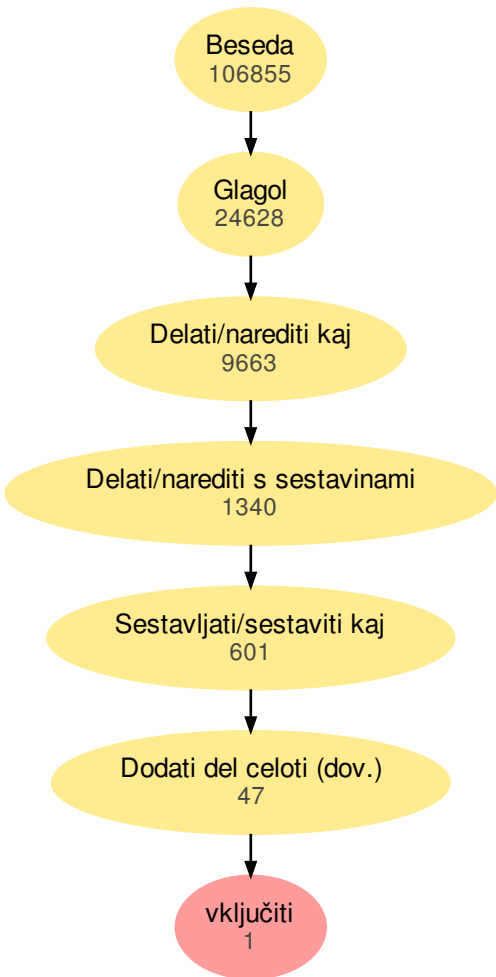 Beseda
106855
Glagol
24628
Delati/narediti kaj
9663
Delati/narediti s sestavinami
1340
Sestavljati/sestaviti kaj
601
Dodati del celoti (dov.)
47
vključiti
1